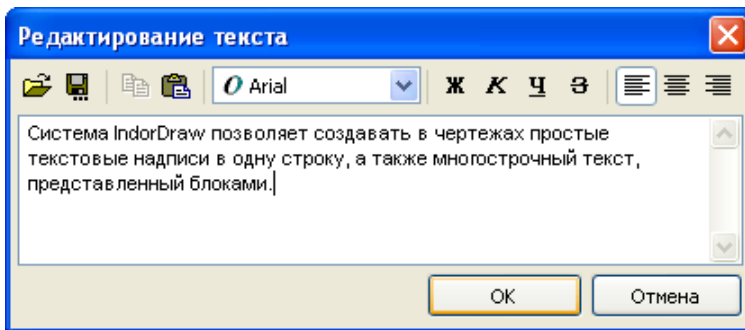 Редактирование текста
O Arial Ж К Ч З
Система IndorDraw позволяет создавать в чертежах простые
текстовые надписи в одну строку, а также многострочный текст,
представленный блоками.
OK Отмена